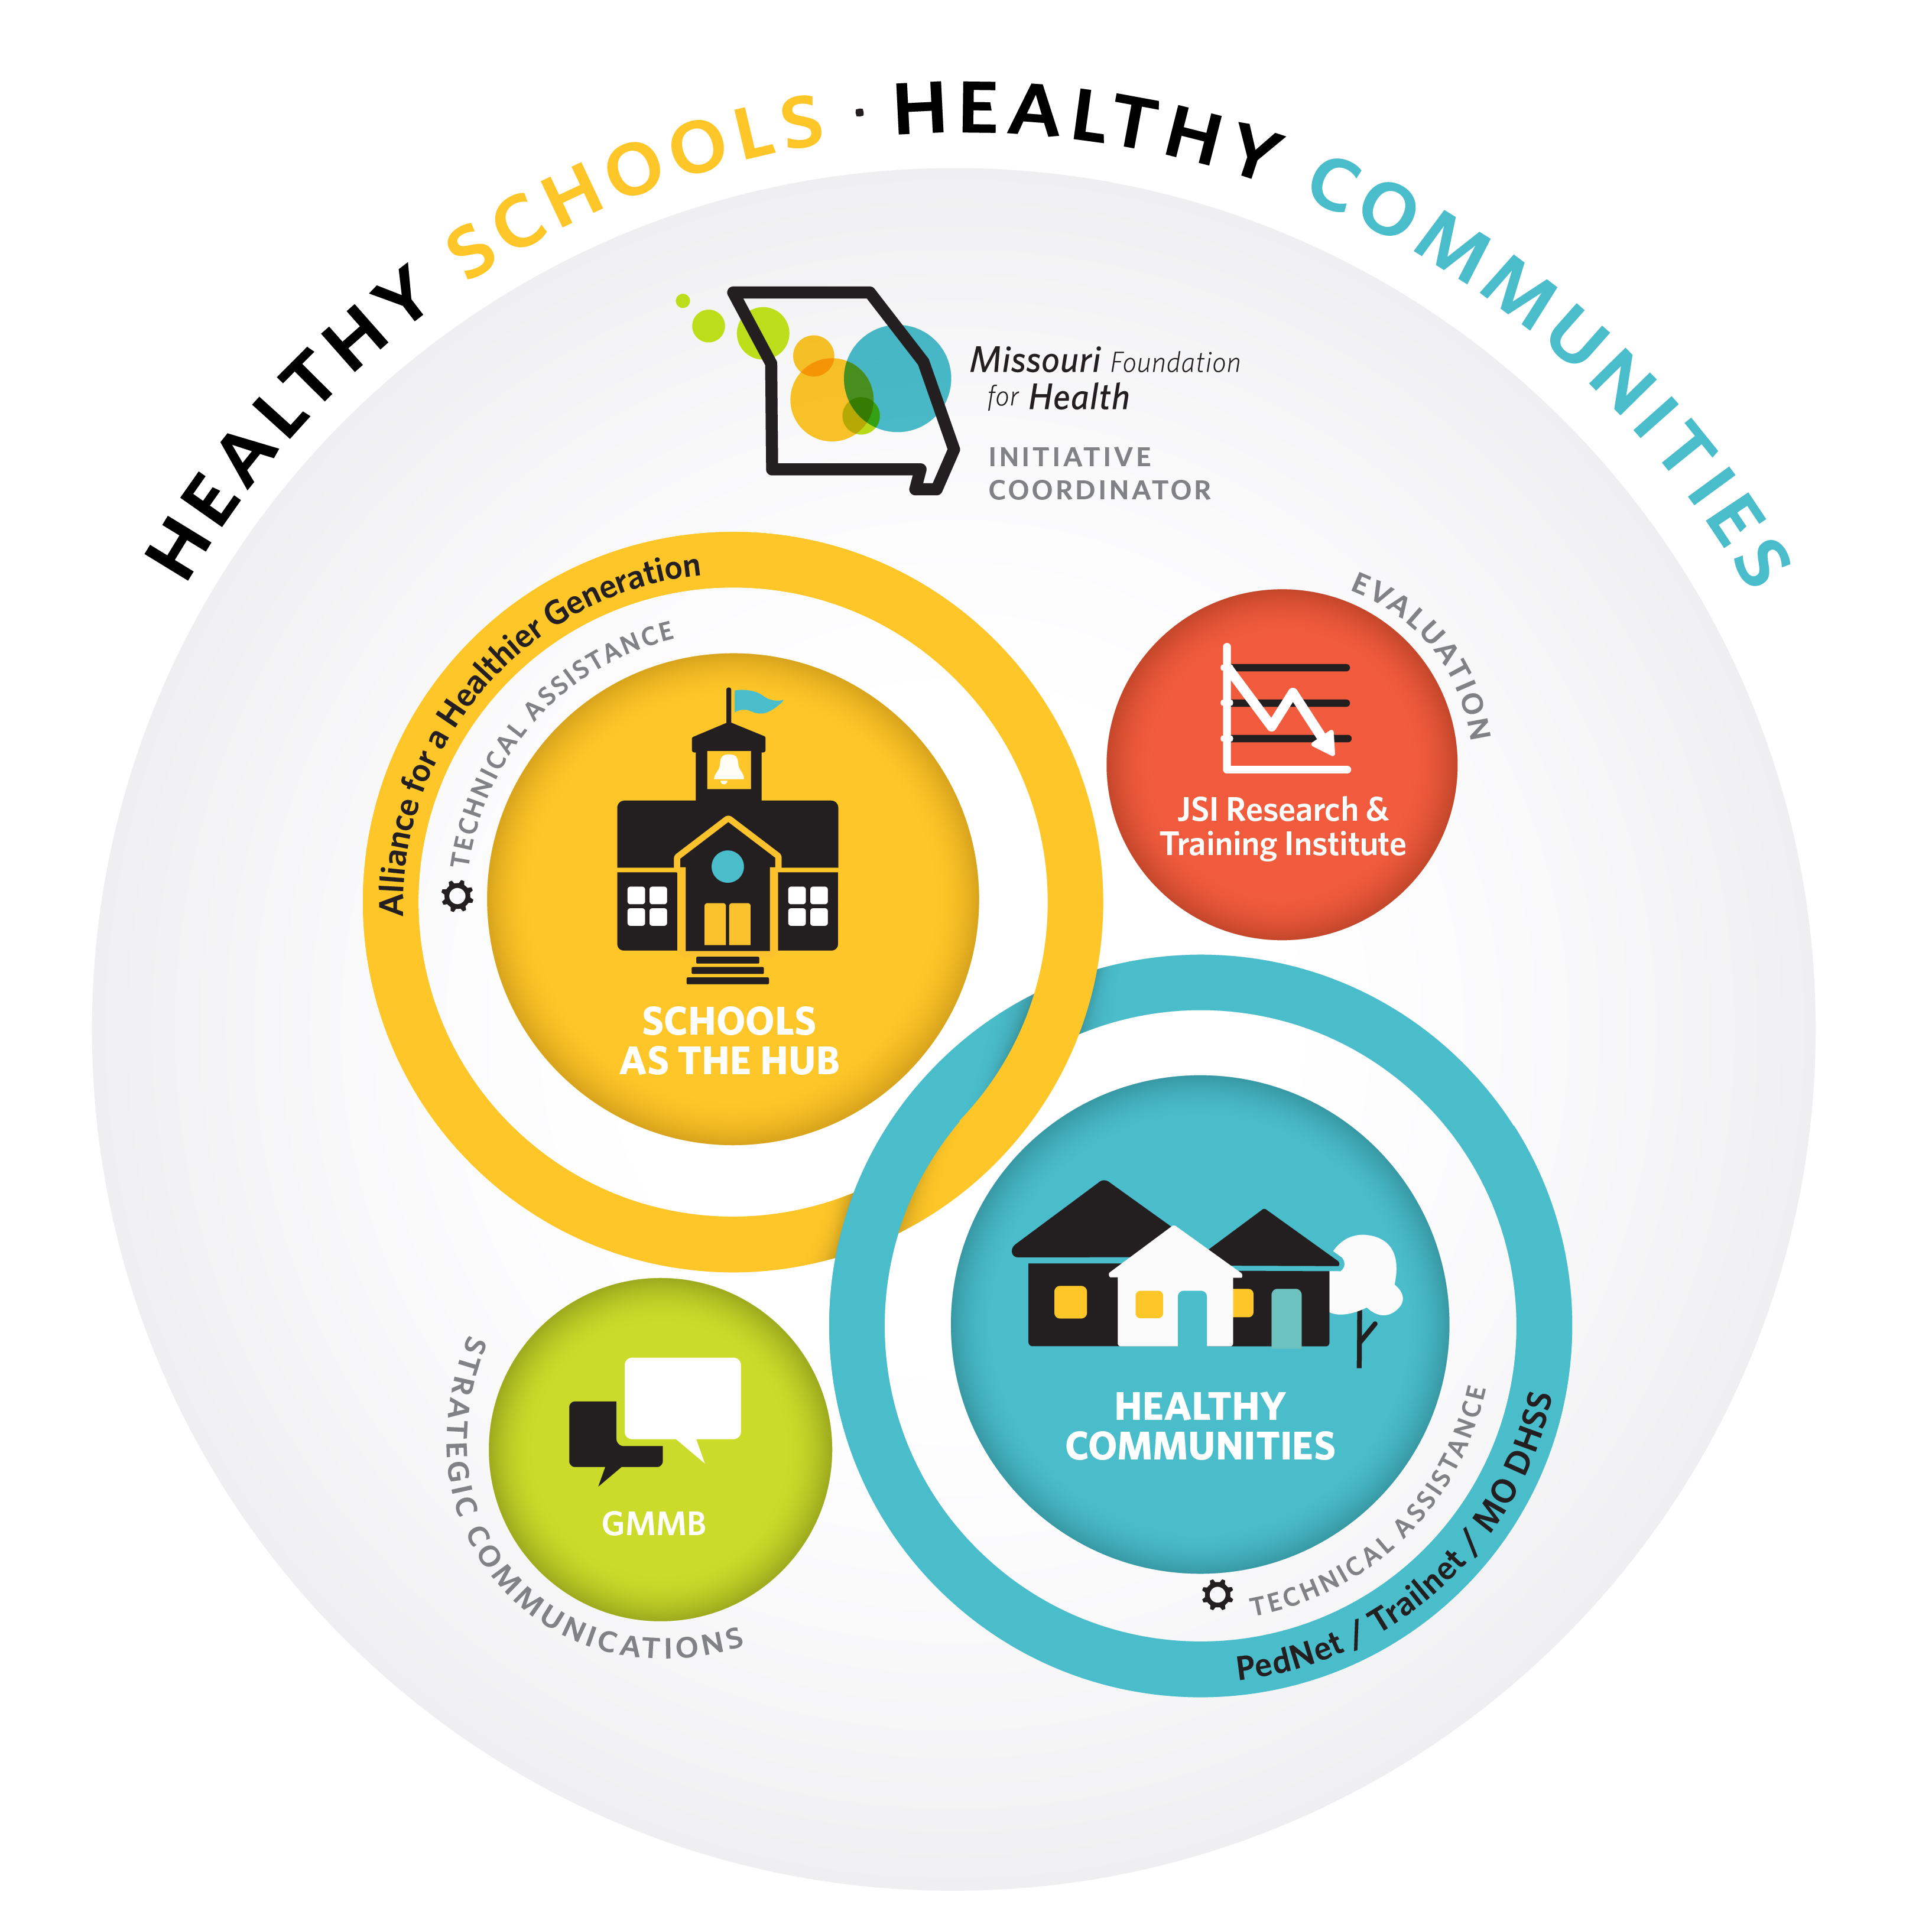 HEALTHY SCHOOLS · HEALTHY COMMUNITIES
Missouri Foundation
for Health
INITIATIVE
COORDINATOR
Alliance for a Healthier Generation
TECHNICAL ASSISTANCE
SCHOOLS
AS THE HUB
EVALUATION
JSI Research &
Training Institute
HEALTHY
COMMUNITIES
TECHNICAL ASSISTANCE
PedNet / Trailnet / MO DHSS
GMMB
STRATEGIC COMMUNICATIONS